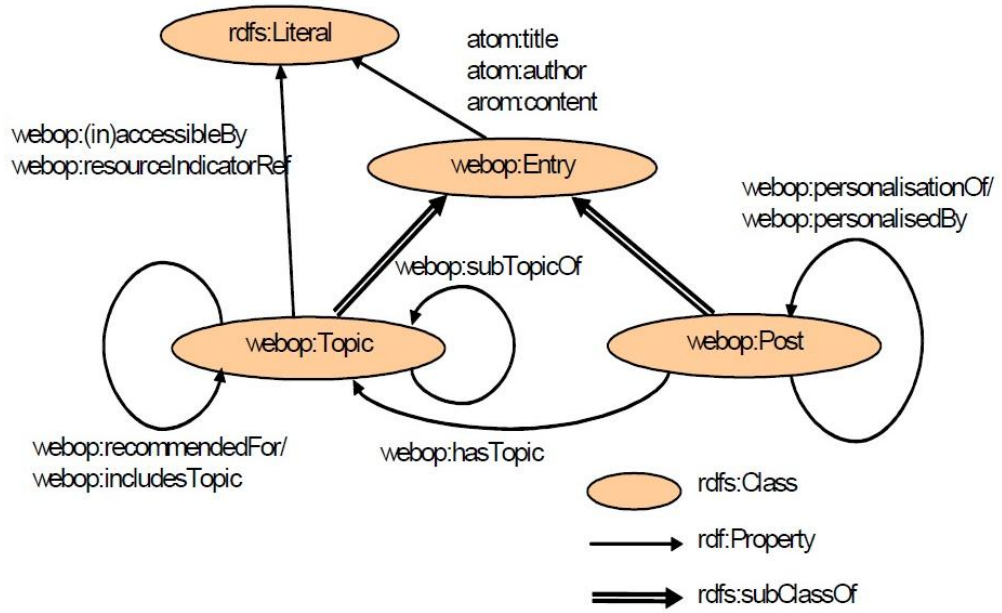 rdfs:Literal
atom:title
atom:author
arom:content
webop:(in)accessibleBy
webop:resourceIndicatorRef
webop:Entry
webop:personalisationOf/
webop:personalisedBy
webop:subTopicOf
webop:Topic
webop:Post
webop:recommendedFor/
webop:includesTopic
webop:hasTopic
rdfs:Class
rdf:Property
rdfs:subClassOf